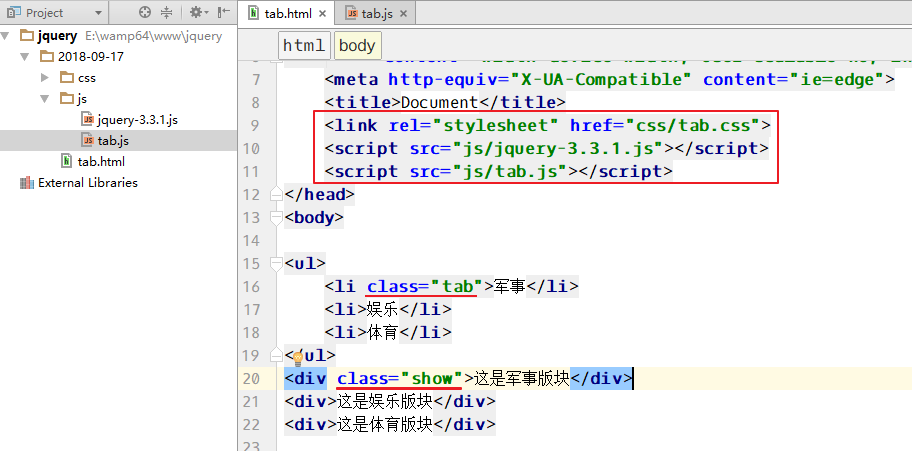 Project
tab.html
tab.js
jquery E:\wamp64\www\jquery
2018-09-17
css
js
jquery-3.3.1.js
tab.js
tab.html
External Libraries
html body
7 <meta http-equiv="X-UA-Compatible" content="ie=edge">
8 <title>Document</title>
9 <link rel="stylesheet" href="css/tab.css">
10 <script src="js/jquery-3.3.1.js"></script>
11 <script src="js/tab.js"></script>
12 </head>
13 <body>
14
15 <ul>
16 <li class="tab">军事</li>
17 <li>娱乐</li>
18 <li>体育</li>
19 </ul>
20 <div class="show">这是军事版块</div>
21 <div>这是娱乐版块</div>
22 <div>这是体育版块</div>
23